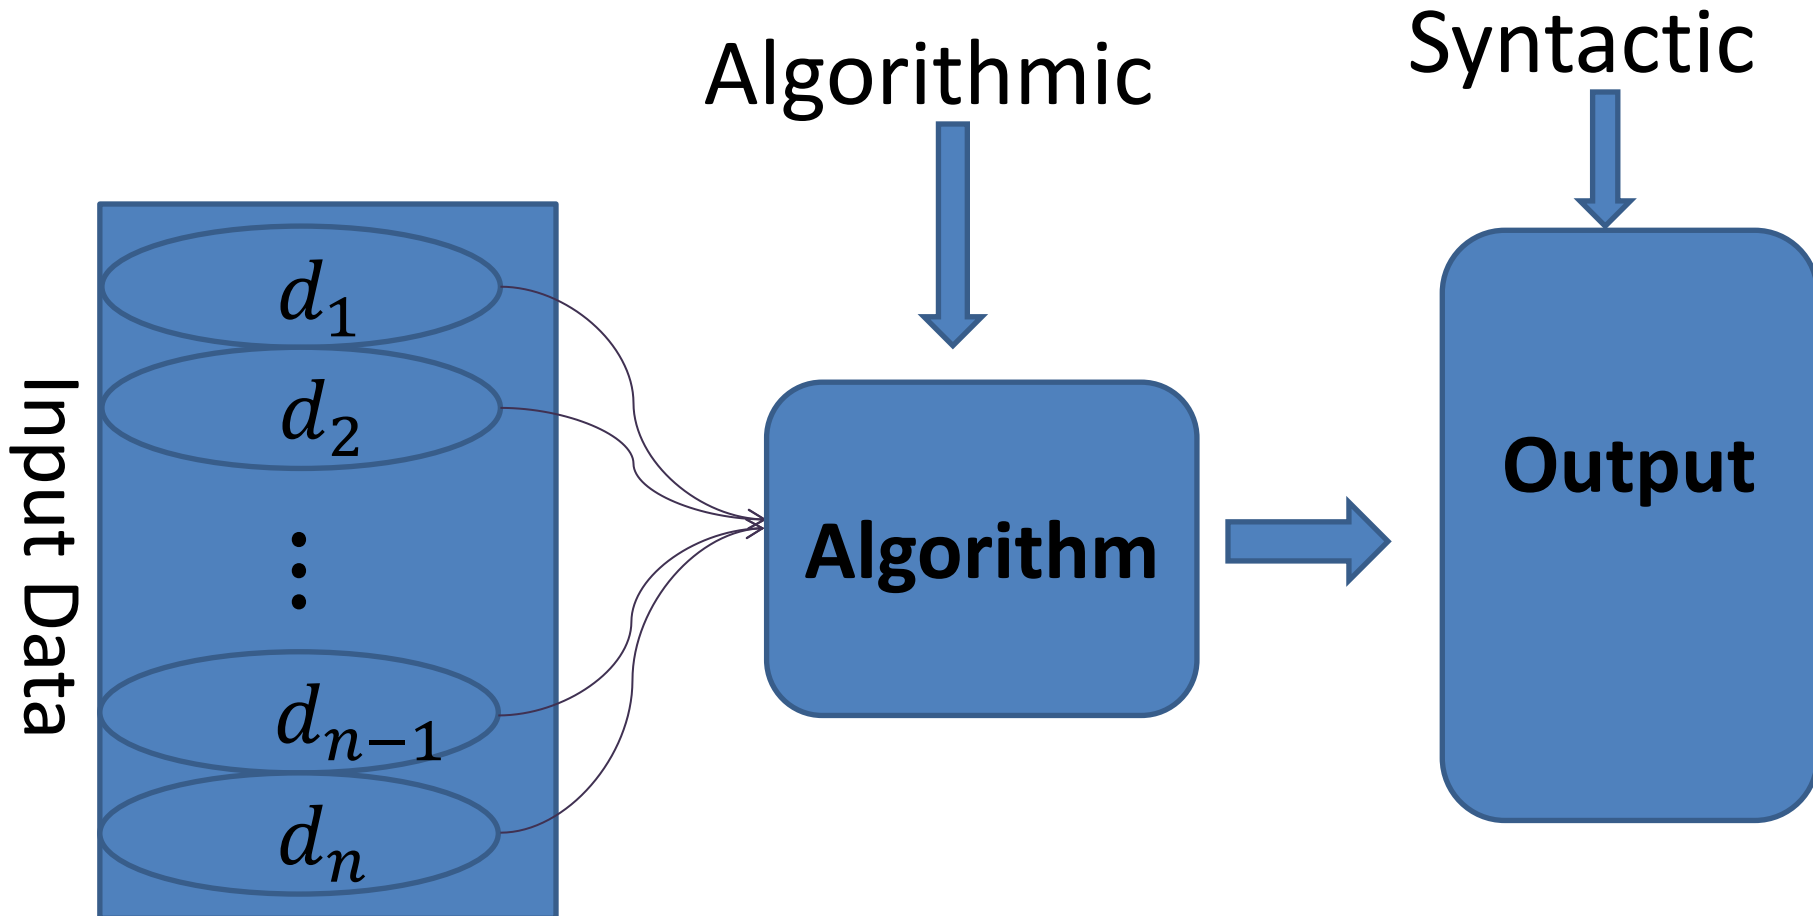 Algorithmic
Syntactic
Input Data
d₁
d₂
⋮
dₙ₋₁
dₙ
Algorithm
Output